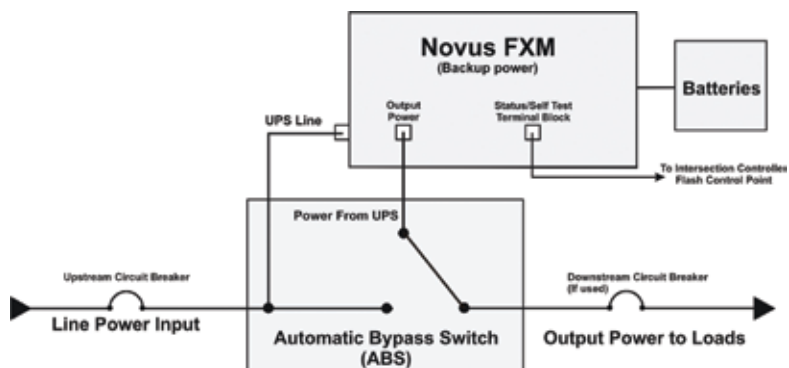 Novus FXM
(Backup power)
Batteries
Output
Power
Status/Self Test
Terminal Block
UPS Line
To Intersection Controller
Flash Control Point
Power From UPS
Upstream Circuit Breaker
Downstream Circuit Breaker
(If used)
Line Power Input
Automatic Bypass Switch
(ABS)
Output Power to Loads